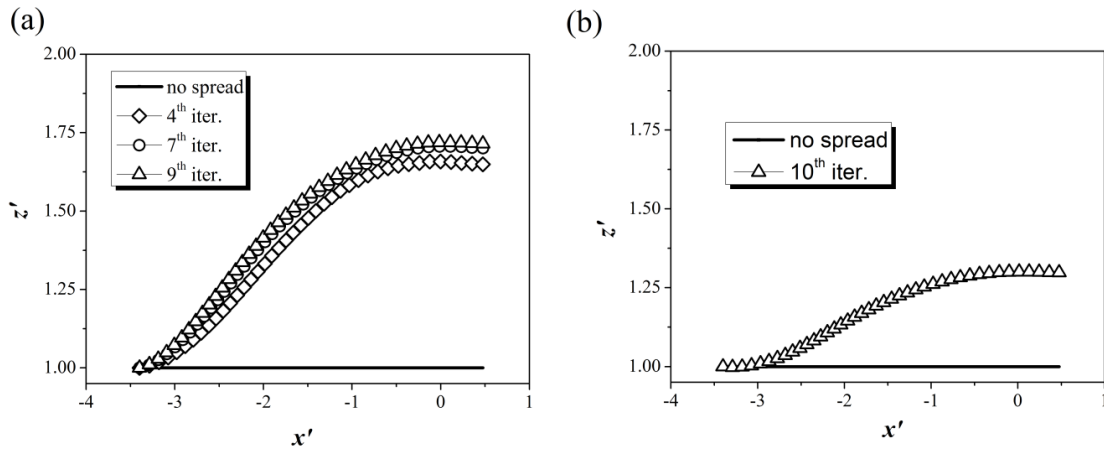 (a)
2.00
1.75
1.50
1.25
1.00
z'
no spread
4th iter.
7th iter.
9th iter.
-4 -3 -2 -1 0 1
x'
(b)
2.00
1.75
1.50
1.25
1.00
z'
no spread
10th iter.
-4 -3 -2 -1 0 1
x'